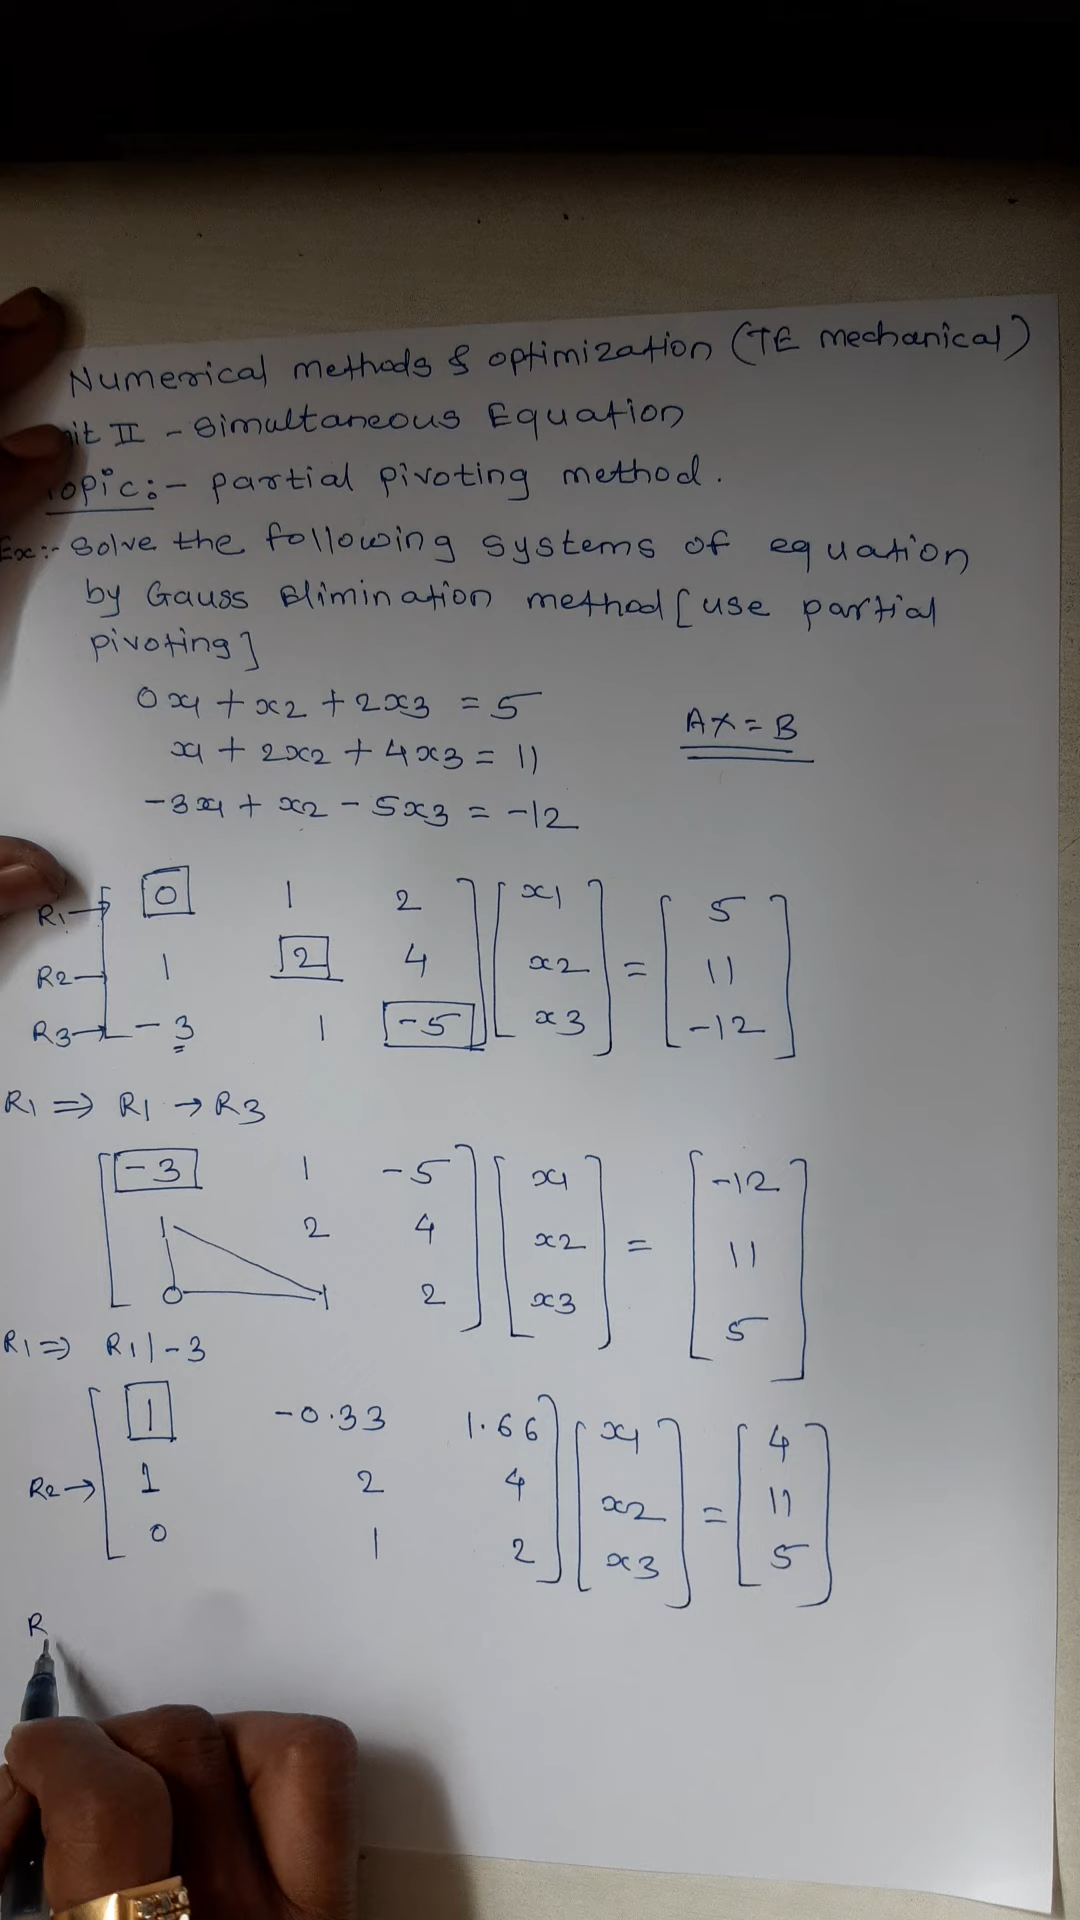 Numerical methods & optimization (TE mechanical)
it II - Simultaneous Equation
opic:- partial pivoting method.
Ex:- Solve the following systems of equation
by Gauss Elimination method [use partial
pivoting]
0x1 + x2 + 2x3 = 5
AX = B
x1 + 2x2 + 4x3 = 11
-3x1 + x2 - 5x3 = -12
R1→ [ 0 1 2 ] [ x1 ] = [ 5 ]
R2→ [ 1 2 4 ] [ x2 ] = [ 11 ]
R3→ [ -3 1 -5 ] [ x3 ] = [ -12 ]
R1 ⇒ R1 → R3
[ -3 1 -5 ] [ x1 ] = [ -12 ]
[ 1 2 4 ] [ x2 ] = [ 11 ]
[ 0 1 2 ] [ x3 ] = [ 5 ]
R1 ⇒ R1 | -3
[ 1 -0.33 1.66 ] [ x1 ] = [ 4 ]
R2→ [ 1 2 4 ] [ x2 ] = [ 11 ]
[ 0 1 2 ] [ x3 ] = [ 5 ]
R